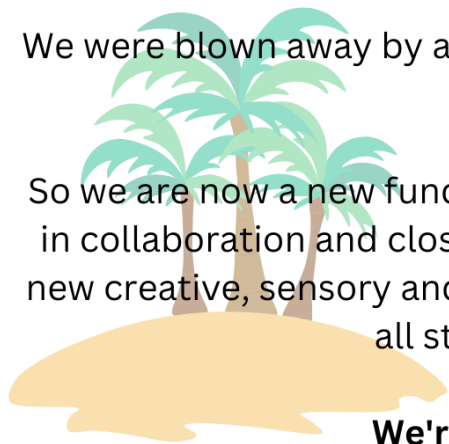 We were blown away by a
So we are now a new fund
in collaboration and clos
new creative, sensory and
all st
We'r